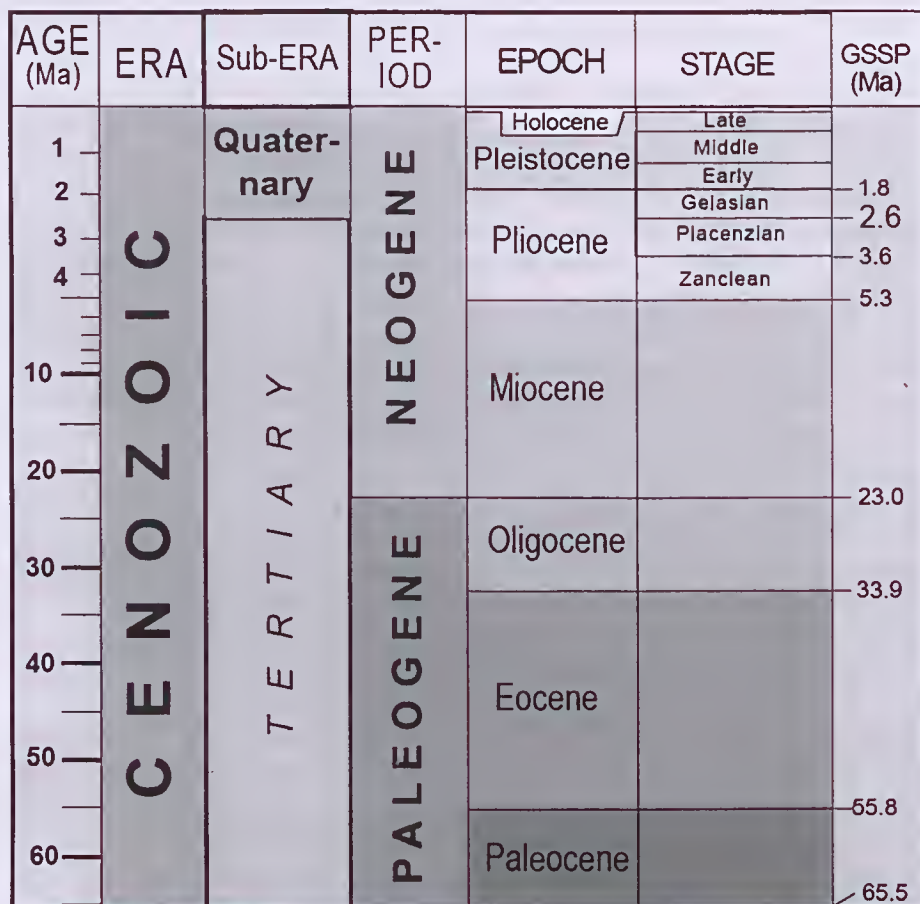 AGE
(Ma)
ERA
Sub-ERA
PER-
IOD
EPOCH
STAGE
GSSP
(Ma)
1
2
3
4
10
20
30
40
50
60
CENOZOIC
Quater-
nary
TERTIARY
NEOGENE
PALEOGENE
Holocene
Pleistocene
Pliocene
Miocene
Oligocene
Eocene
Paleocene
Late
Middle
Early
Gelasian
Placenzian
Zanclean
1.8
2.6
3.6
5.3
23.0
33.9
55.8
65.5